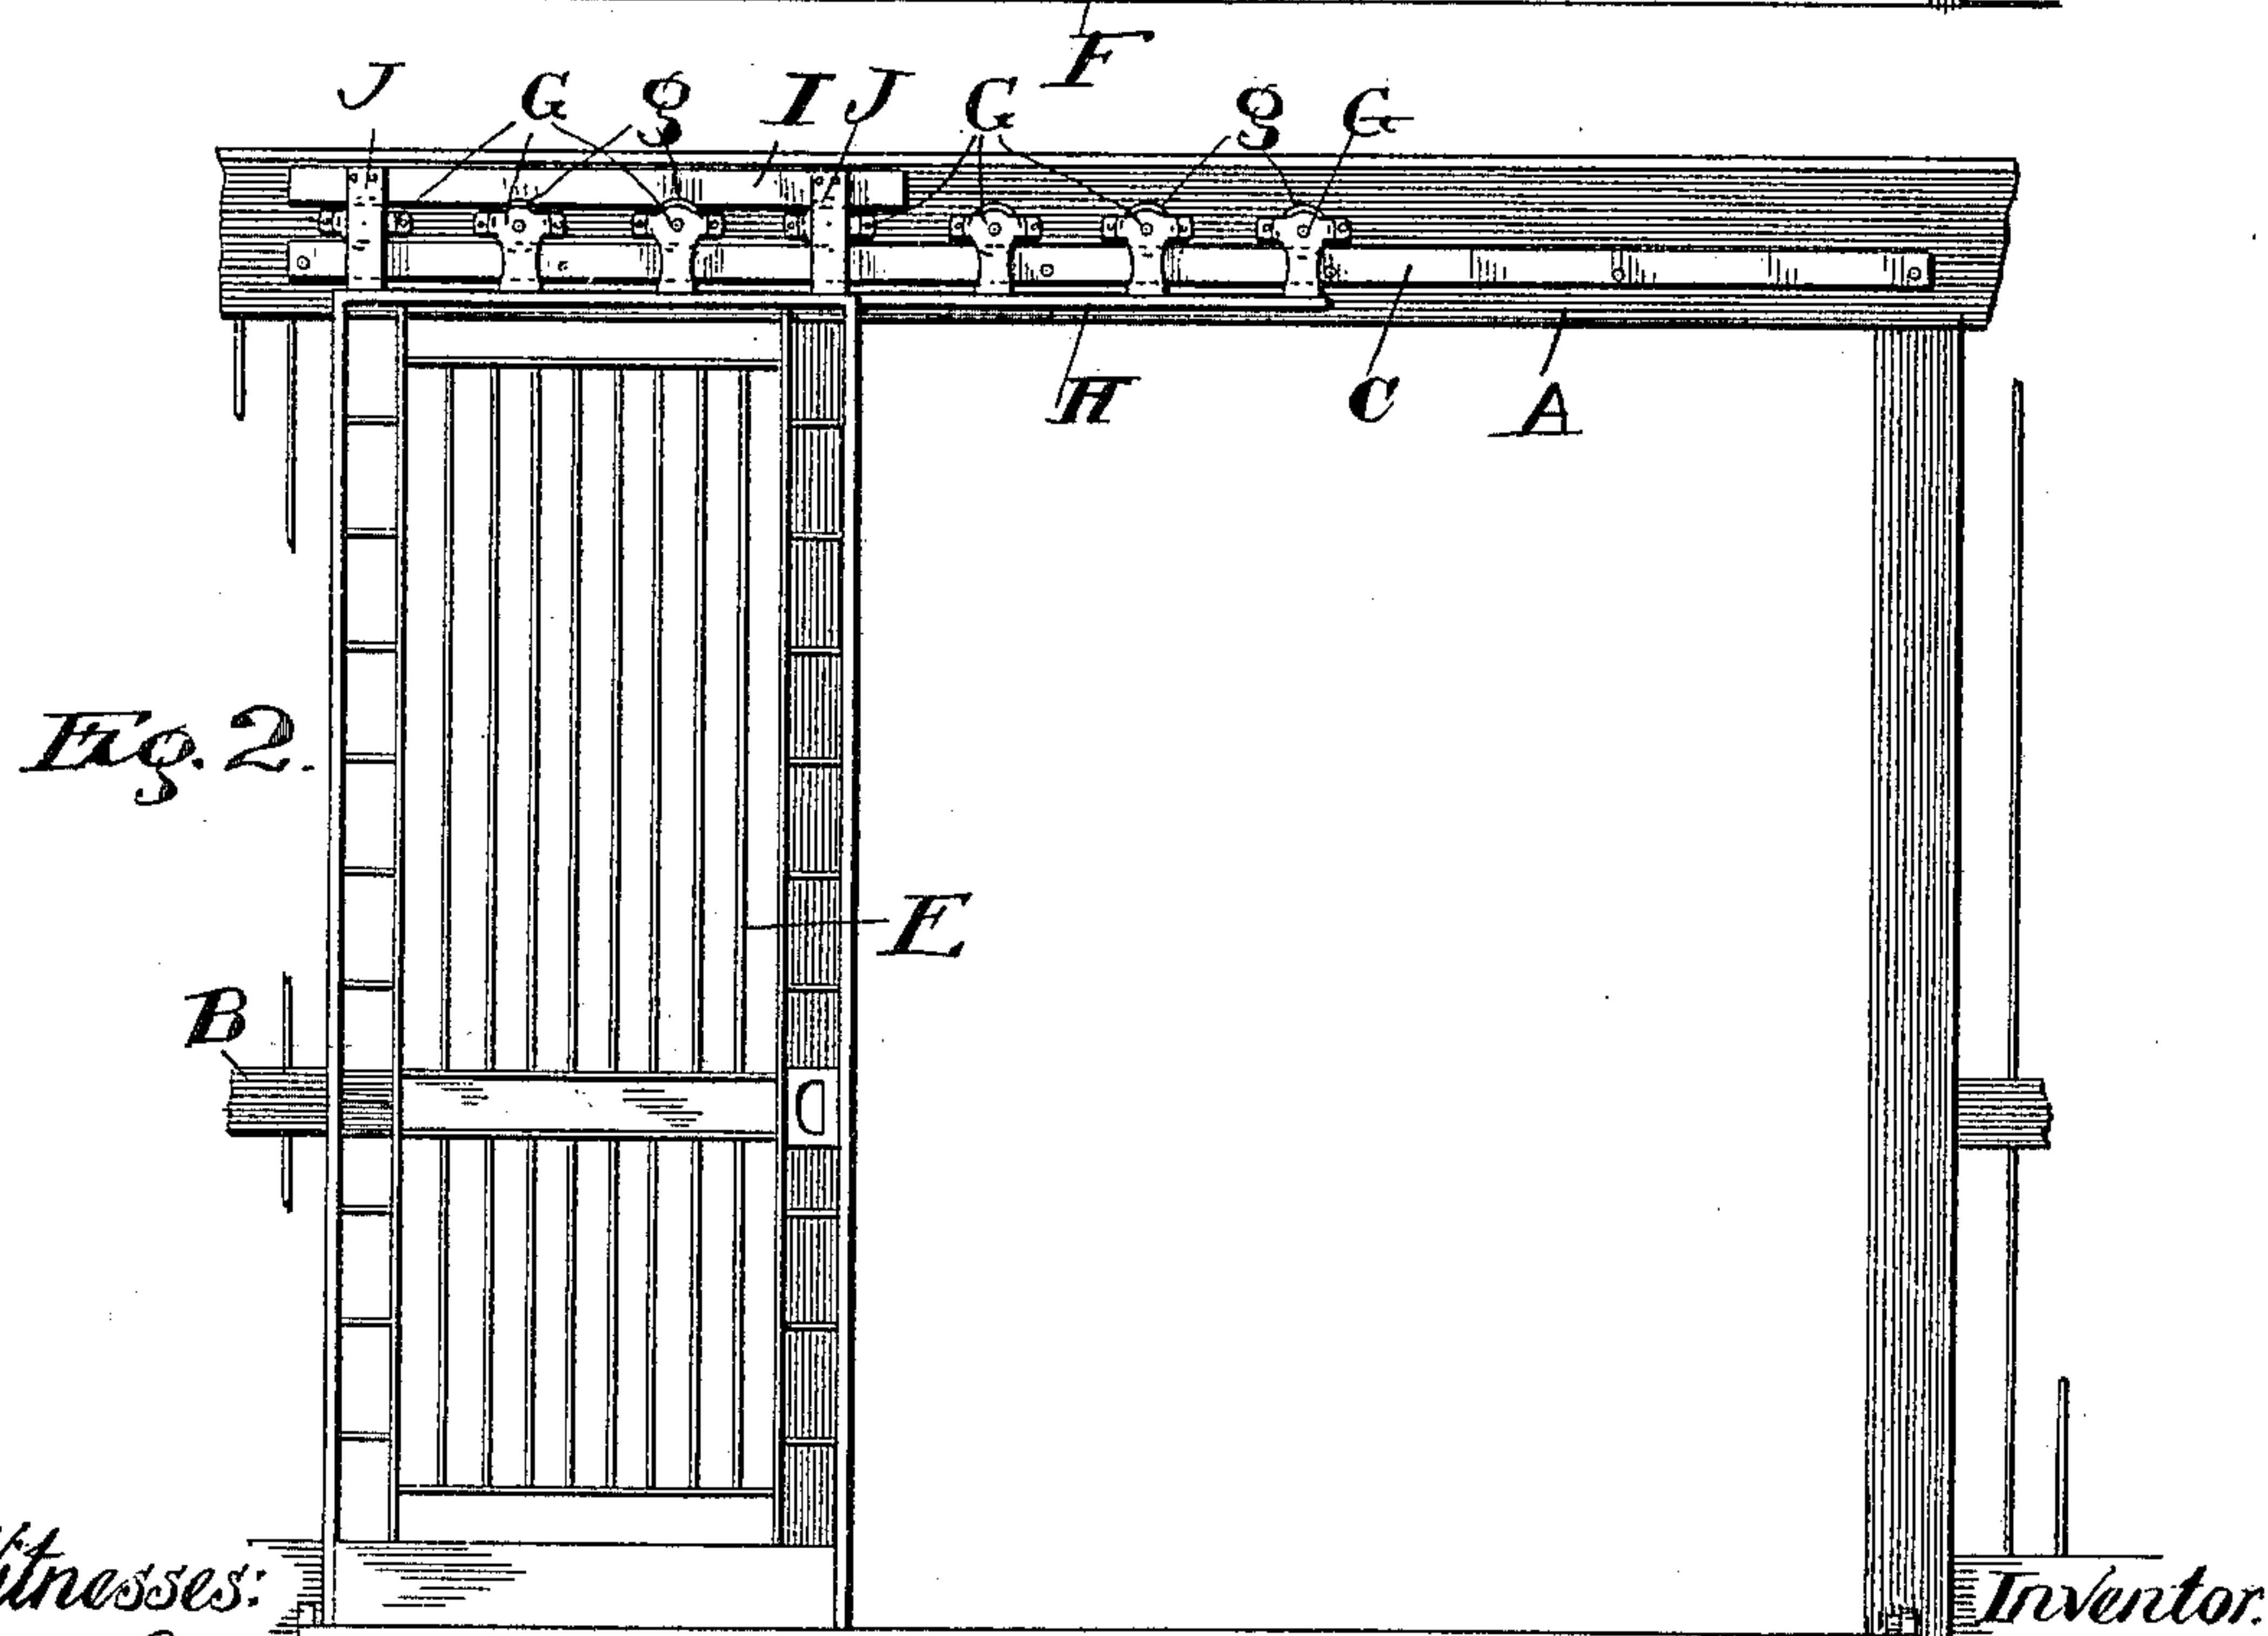 F
J G g I J G g G
H C A
Fig. 2.
E
B
Witnesses:
Inventor.